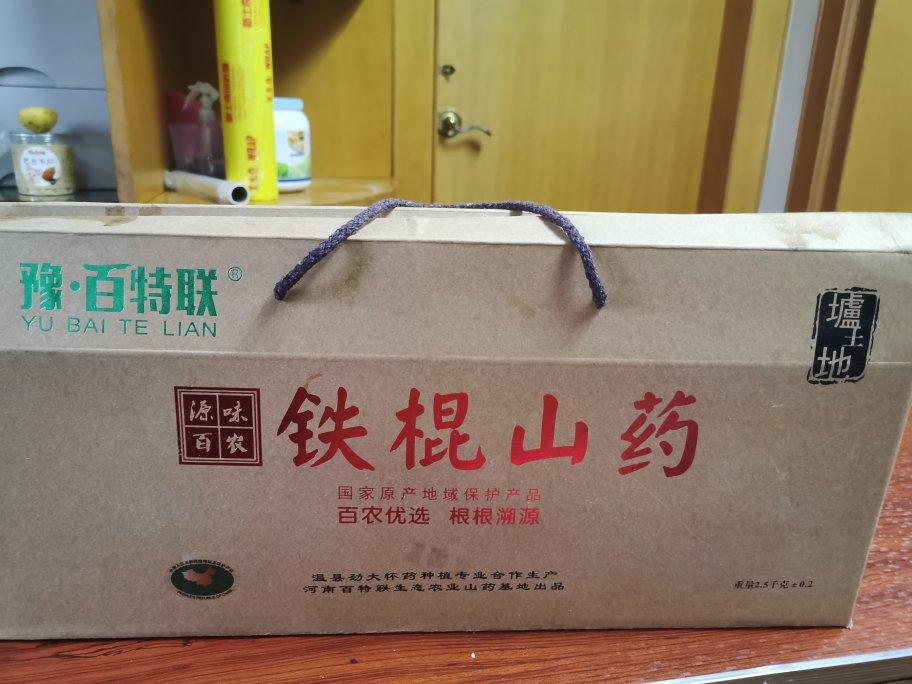 豫·百特联®
YU BAI TE LIAN
壚土地
源味
百农
铁棍山药
国家原产地域保护产品
百农优选 根根溯源
温县劲大怀药种植专业合作生产
河南百特联生态农业山药基地出品
重量2.5千克±0.2